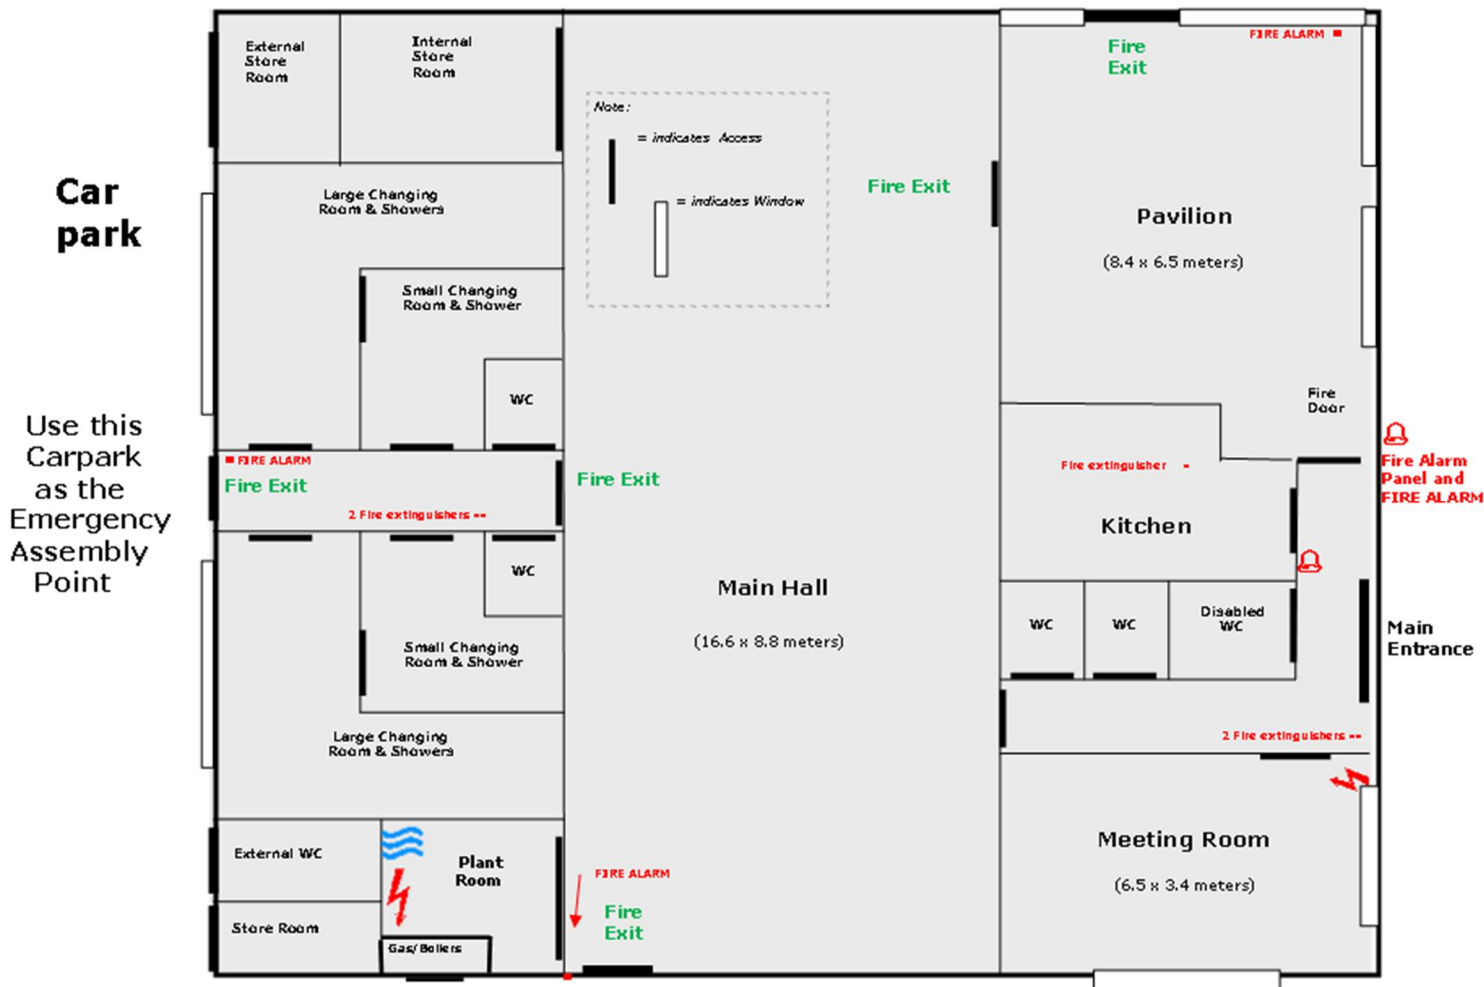 External
Store
Room
Internal
Store
Room
Fire
Exit
FIRE ALARM
Note:
= indicates Access
= indicates Window
Car
park
Large Changing
Room & Showers
Fire Exit
Pavilion
(8.4 x 6.5 meters)
Small Changing
Room & Shower
WC
Fire
Door
Use this
Carpark
as the
Emergency
Assembly
Point
FIRE ALARM
Fire Exit
2 Fire extinguishers --
Fire Exit
Fire extinguisher -
Fire Alarm
Panel and
FIRE ALARM
Kitchen
WC
Main Hall
(16.6 x 8.8 meters)
WC
WC
Disabled
WC
Main
Entrance
Small Changing
Room & Shower
Large Changing
Room & Showers
2 Fire extinguishers --
External WC
Plant
Room
Meeting Room
(6.5 x 3.4 meters)
FIRE ALARM
Fire
Exit
Store Room
Gas/Boilers